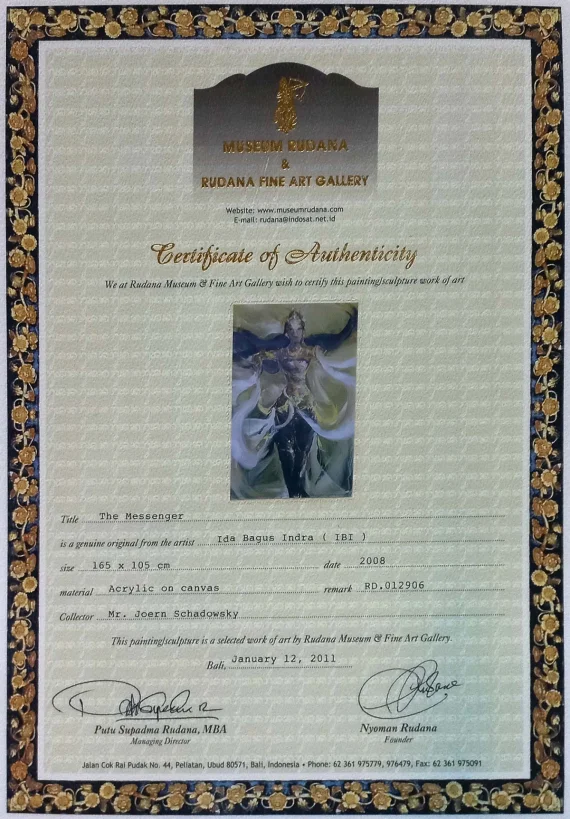 MUSEUM RUDANA
&
RUDANA FINE ART GALLERY
Website: www.museumrudana.com
E-mail: rudana@indosat.net.id
Certificate of Authenticity
We at Rudana Museum & Fine Art Gallery wish to certify this painting/sculpture work of art
Title The Messenger
is a genuine original from the artist Ida Bagus Indra ( IBI )
size 165 x 105 cm date 2008
material Acrylic on canvas remark RD.012906
Collector Mr. Joern Schadowsky
This painting/sculpture is a selected work of art by Rudana Museum & Fine Art Gallery.
Bali, January 12, 2011
Putu Supadma Rudana, MBA Nyoman Rudana
Managing Director Founder
Jalan Cok Rai Pudak No. 44, Peliatan, Ubud 80571, Bali, Indonesia • Phone: 62 361 975779, 976479, Fax: 62 361 975091